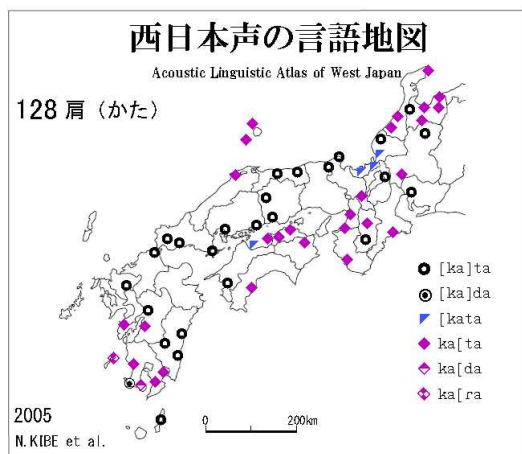 西日本声の言語地図
Acoustic Linguistic Atlas of West Japan
128 肩 (かた)
[ka]ta
[ka]da
[kata
ka[ta
ka[da
ka[ra
2005
N.KIBE et al.
0 200km